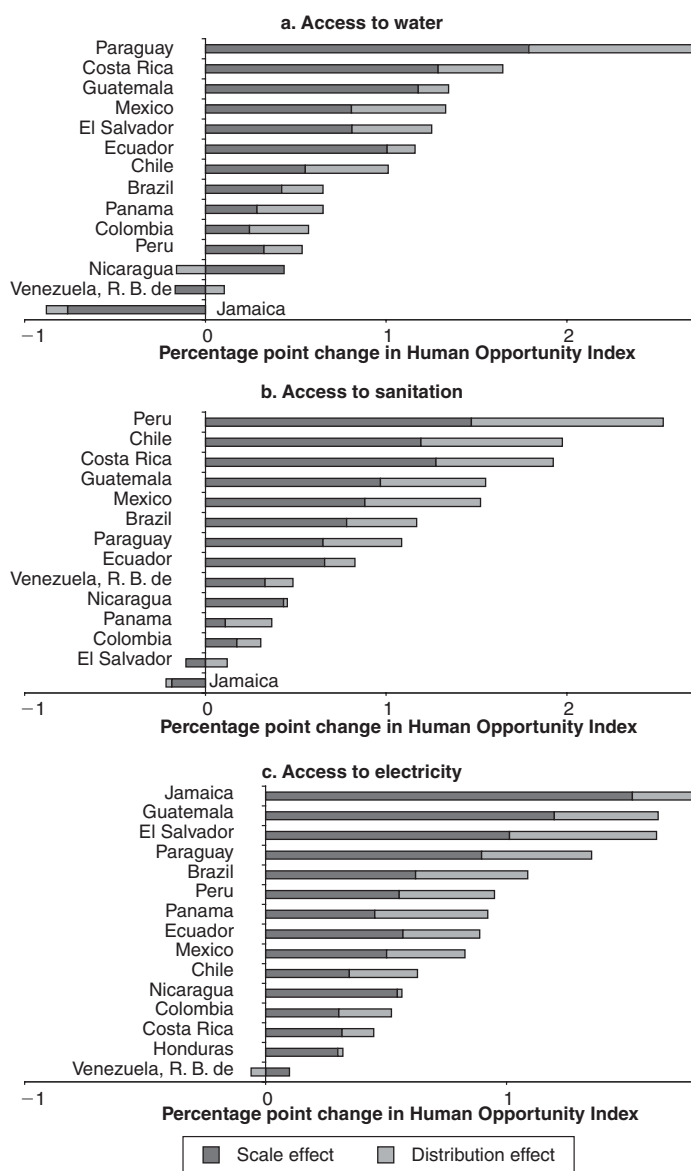 a. Access to water
Paraguay
Costa Rica
Guatemala
Mexico
El Salvador
Ecuador
Chile
Brazil
Panama
Colombia
Peru
Nicaragua
Venezuela, R. B. de
Jamaica
−1 0 1 2
Percentage point change in Human Opportunity Index
b. Access to sanitation
Peru
Chile
Costa Rica
Guatemala
Mexico
Brazil
Paraguay
Ecuador
Venezuela, R. B. de
Nicaragua
Panama
Colombia
El Salvador
Jamaica
−1 0 1 2
Percentage point change in Human Opportunity Index
c. Access to electricity
Jamaica
Guatemala
El Salvador
Paraguay
Brazil
Peru
Panama
Ecuador
Mexico
Chile
Nicaragua
Colombia
Costa Rica
Honduras
Venezuela, R. B. de
−1 0 1
Percentage point change in Human Opportunity Index
Scale effect Distribution effect